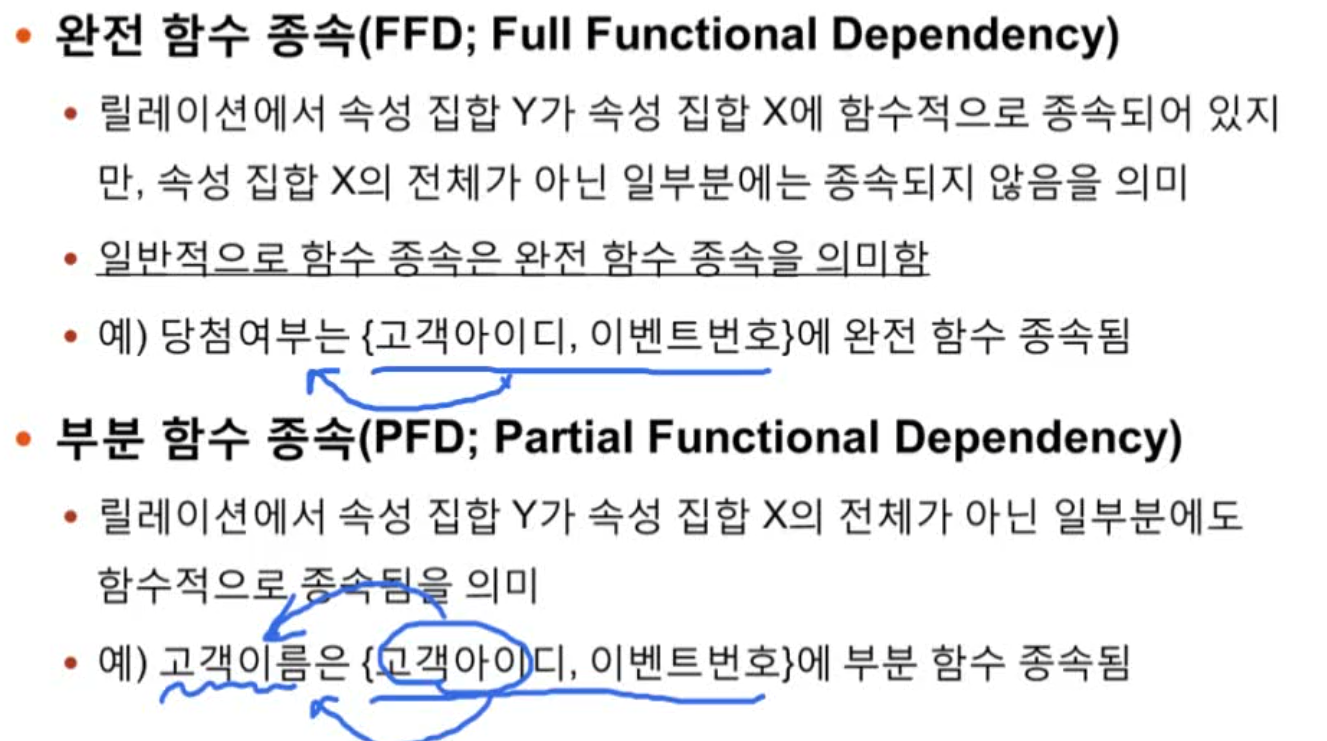 • 완전 함수 종속(FFD; Full Functional Dependency)
• 릴레이션에서 속성 집합 Y가 속성 집합 X에 함수적으로 종속되어 있지
만, 속성 집합 X의 전체가 아닌 일부분에는 종속되지 않음을 의미
• 일반적으로 함수 종속은 완전 함수 종속을 의미함
• 예) 당첨여부는 {고객아이디, 이벤트번호}에 완전 함수 종속됨
• 부분 함수 종속(PFD; Partial Functional Dependency)
• 릴레이션에서 속성 집합 Y가 속성 집합 X의 전체가 아닌 일부분에도
함수적으로 종속됨을 의미
• 예) 고객이름은 {고객아이디, 이벤트번호}에 부분 함수 종속됨